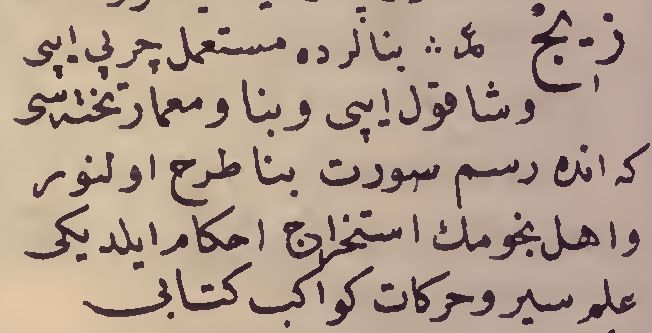 زیج مد بنالرده مستعمل چرپی ایپی
وشاقول ایپی وبنا ومعمار تخته سی
که انده رسم سورت بنا طرح اولنور
واهل نجومك استخراج احکام ایلدیکی
علم سیر وحرکات کواکب کتابی